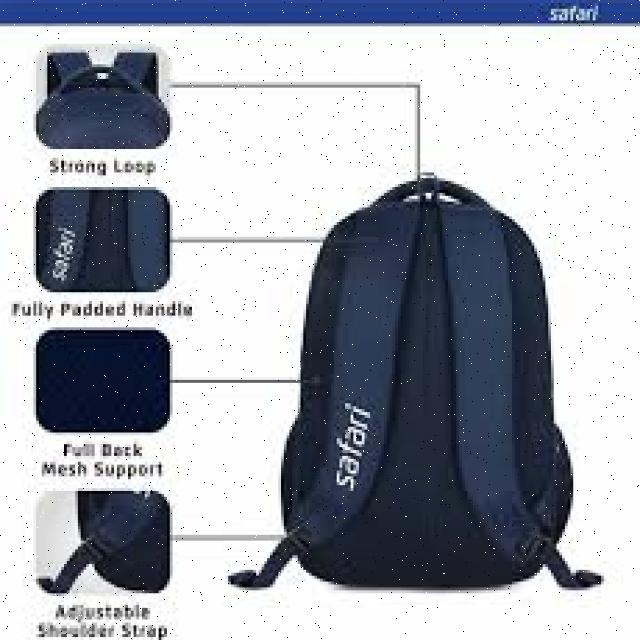 safari
Strong Loop
safari
Fully Padded Handle
safari
Full Back
Mesh Support
Adjustable
Shoulder Strap